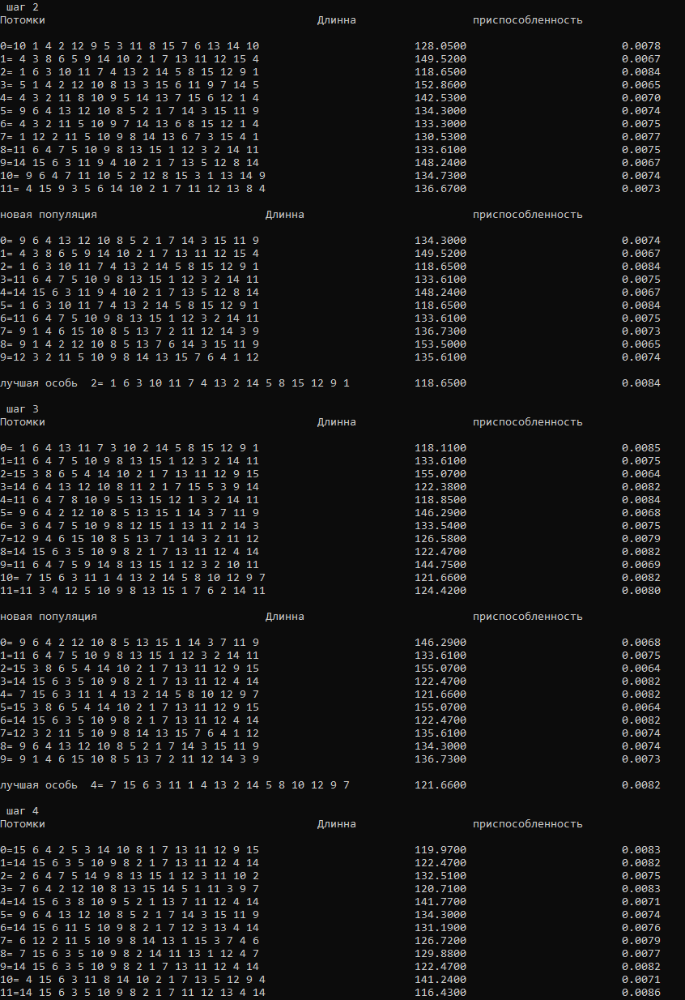 шаг 2
Потомки Длинна приспособленность
0=10 1 4 2 12 9 5 3 11 8 15 7 6 13 14 10 128.0500 0.0078
1= 4 3 8 6 5 9 14 10 2 1 7 13 11 12 15 4 149.5200 0.0067
2= 1 6 3 10 11 7 4 13 2 14 5 8 15 12 9 1 118.6500 0.0084
3= 5 1 4 2 12 10 8 13 3 15 6 11 9 7 14 5 152.8600 0.0065
4= 4 3 2 11 8 10 9 5 14 13 7 15 6 12 1 4 142.5300 0.0070
5= 9 6 4 13 12 10 8 5 2 1 7 14 3 15 11 9 134.3000 0.0074
6= 4 3 2 11 5 10 9 7 14 13 6 8 15 12 1 4 133.3000 0.0075
7= 1 12 2 11 5 10 9 8 14 13 6 7 3 15 4 1 130.5300 0.0077
8=11 6 4 7 5 10 9 8 13 15 1 12 3 2 14 11 133.6100 0.0075
9=14 15 6 3 11 9 4 10 2 1 7 13 5 12 8 14 148.2400 0.0067
10= 9 6 4 7 11 10 5 2 12 8 15 3 1 13 14 9 134.7300 0.0074
11= 4 15 9 3 5 6 14 10 2 1 7 11 12 13 8 4 136.6700 0.0073
новая популяция Длинна приспособленность
0= 9 6 4 13 12 10 8 5 2 1 7 14 3 15 11 9 134.3000 0.0074
1= 4 3 8 6 5 9 14 10 2 1 7 13 11 12 15 4 149.5200 0.0067
2= 1 6 3 10 11 7 4 13 2 14 5 8 15 12 9 1 118.6500 0.0084
3=11 6 4 7 5 10 9 8 13 15 1 12 3 2 14 11 133.6100 0.0075
4=14 15 6 3 11 9 4 10 2 1 7 13 5 12 8 14 148.2400 0.0067
5= 1 6 3 10 11 7 4 13 2 14 5 8 15 12 9 1 118.6500 0.0084
6=11 6 4 7 5 10 9 8 13 15 1 12 3 2 14 11 133.6100 0.0075
7= 9 1 4 6 15 10 8 5 13 7 2 11 12 14 3 9 136.7300 0.0073
8= 9 1 4 2 12 10 8 5 13 7 6 14 3 15 11 9 153.5000 0.0065
9=12 3 2 11 5 10 9 8 14 13 15 7 6 4 1 12 135.6100 0.0074
лучшая особь 2= 1 6 3 10 11 7 4 13 2 14 5 8 15 12 9 1 118.6500 0.0084
шаг 3
Потомки Длинна приспособленность
0= 1 6 4 13 11 7 3 10 2 14 5 8 15 12 9 1 118.1100 0.0085
1=11 6 4 7 5 10 9 8 13 15 1 12 3 2 14 11 133.6100 0.0075
2=15 3 8 6 5 4 14 10 2 1 7 13 11 12 9 15 155.0700 0.0064
3=14 6 4 13 12 10 8 11 2 1 7 15 5 3 9 14 122.3800 0.0082
4=11 6 4 7 8 10 9 5 13 15 12 1 3 2 14 11 118.8500 0.0084
5= 9 6 4 2 12 10 8 5 13 15 1 14 3 7 11 9 146.2900 0.0068
6= 3 6 4 7 5 10 9 8 12 15 1 13 11 2 14 3 133.5400 0.0075
7=12 9 4 6 15 10 8 5 13 7 1 14 3 2 11 12 126.5800 0.0079
8=14 15 6 3 5 10 9 8 2 1 7 13 11 12 4 14 122.4700 0.0082
9=11 6 4 7 5 9 14 8 13 15 1 12 3 2 10 11 144.7500 0.0069
10= 7 15 6 3 11 1 4 13 2 14 5 8 10 12 9 7 121.6600 0.0082
11=11 3 4 12 5 10 9 8 13 15 1 7 6 2 14 11 124.4200 0.0080
новая популяция Длинна приспособленность
0= 9 6 4 2 12 10 8 5 13 15 1 14 3 7 11 9 146.2900 0.0068
1=11 6 4 7 5 10 9 8 13 15 1 12 3 2 14 11 133.6100 0.0075
2=15 3 8 6 5 4 14 10 2 1 7 13 11 12 9 15 155.0700 0.0064
3=14 15 6 3 5 10 9 8 2 1 7 13 11 12 4 14 122.4700 0.0082
4= 7 15 6 3 11 1 4 13 2 14 5 8 10 12 9 7 121.6600 0.0082
5=15 3 8 6 5 4 14 10 2 1 7 13 11 12 9 15 155.0700 0.0064
6=14 15 6 3 5 10 9 8 2 1 7 13 11 12 4 14 122.4700 0.0082
7=12 3 2 11 5 10 9 8 14 13 15 7 6 4 1 12 135.6100 0.0074
8= 9 6 4 13 12 10 8 5 2 1 7 14 3 15 11 9 134.3000 0.0074
9= 9 1 4 6 15 10 8 5 13 7 2 11 12 14 3 9 136.7300 0.0073
лучшая особь 4= 7 15 6 3 11 1 4 13 2 14 5 8 10 12 9 7 121.6600 0.0082
шаг 4
Потомки Длинна приспособленность
0=15 6 4 2 5 3 14 10 8 1 7 13 11 12 9 15 119.9700 0.0083
1=14 15 6 3 5 10 9 8 2 1 7 13 11 12 4 14 122.4700 0.0082
2= 2 6 4 7 5 14 9 8 13 15 1 12 3 11 10 2 132.5100 0.0075
3= 7 6 4 2 12 10 8 13 15 14 5 1 11 3 9 7 120.7100 0.0083
4=14 15 6 3 8 10 9 5 2 1 13 7 11 12 4 14 141.7700 0.0071
5= 9 6 4 13 12 10 8 5 2 1 7 14 3 15 11 9 134.3000 0.0074
6=14 15 6 11 5 10 9 8 2 1 7 12 3 13 4 14 131.1900 0.0076
7= 6 12 2 11 5 10 9 8 14 13 1 15 3 7 4 6 126.7200 0.0079
8= 7 15 6 3 5 10 9 8 2 14 11 13 1 12 4 7 129.8800 0.0077
9=14 15 6 3 5 10 9 8 2 1 7 13 11 12 4 14 122.4700 0.0082
10= 4 15 6 3 11 8 14 10 2 1 7 13 5 12 9 4 141.2400 0.0071
11=14 15 6 3 5 10 9 8 2 1 7 11 12 13 4 14 116.4300 0.0086